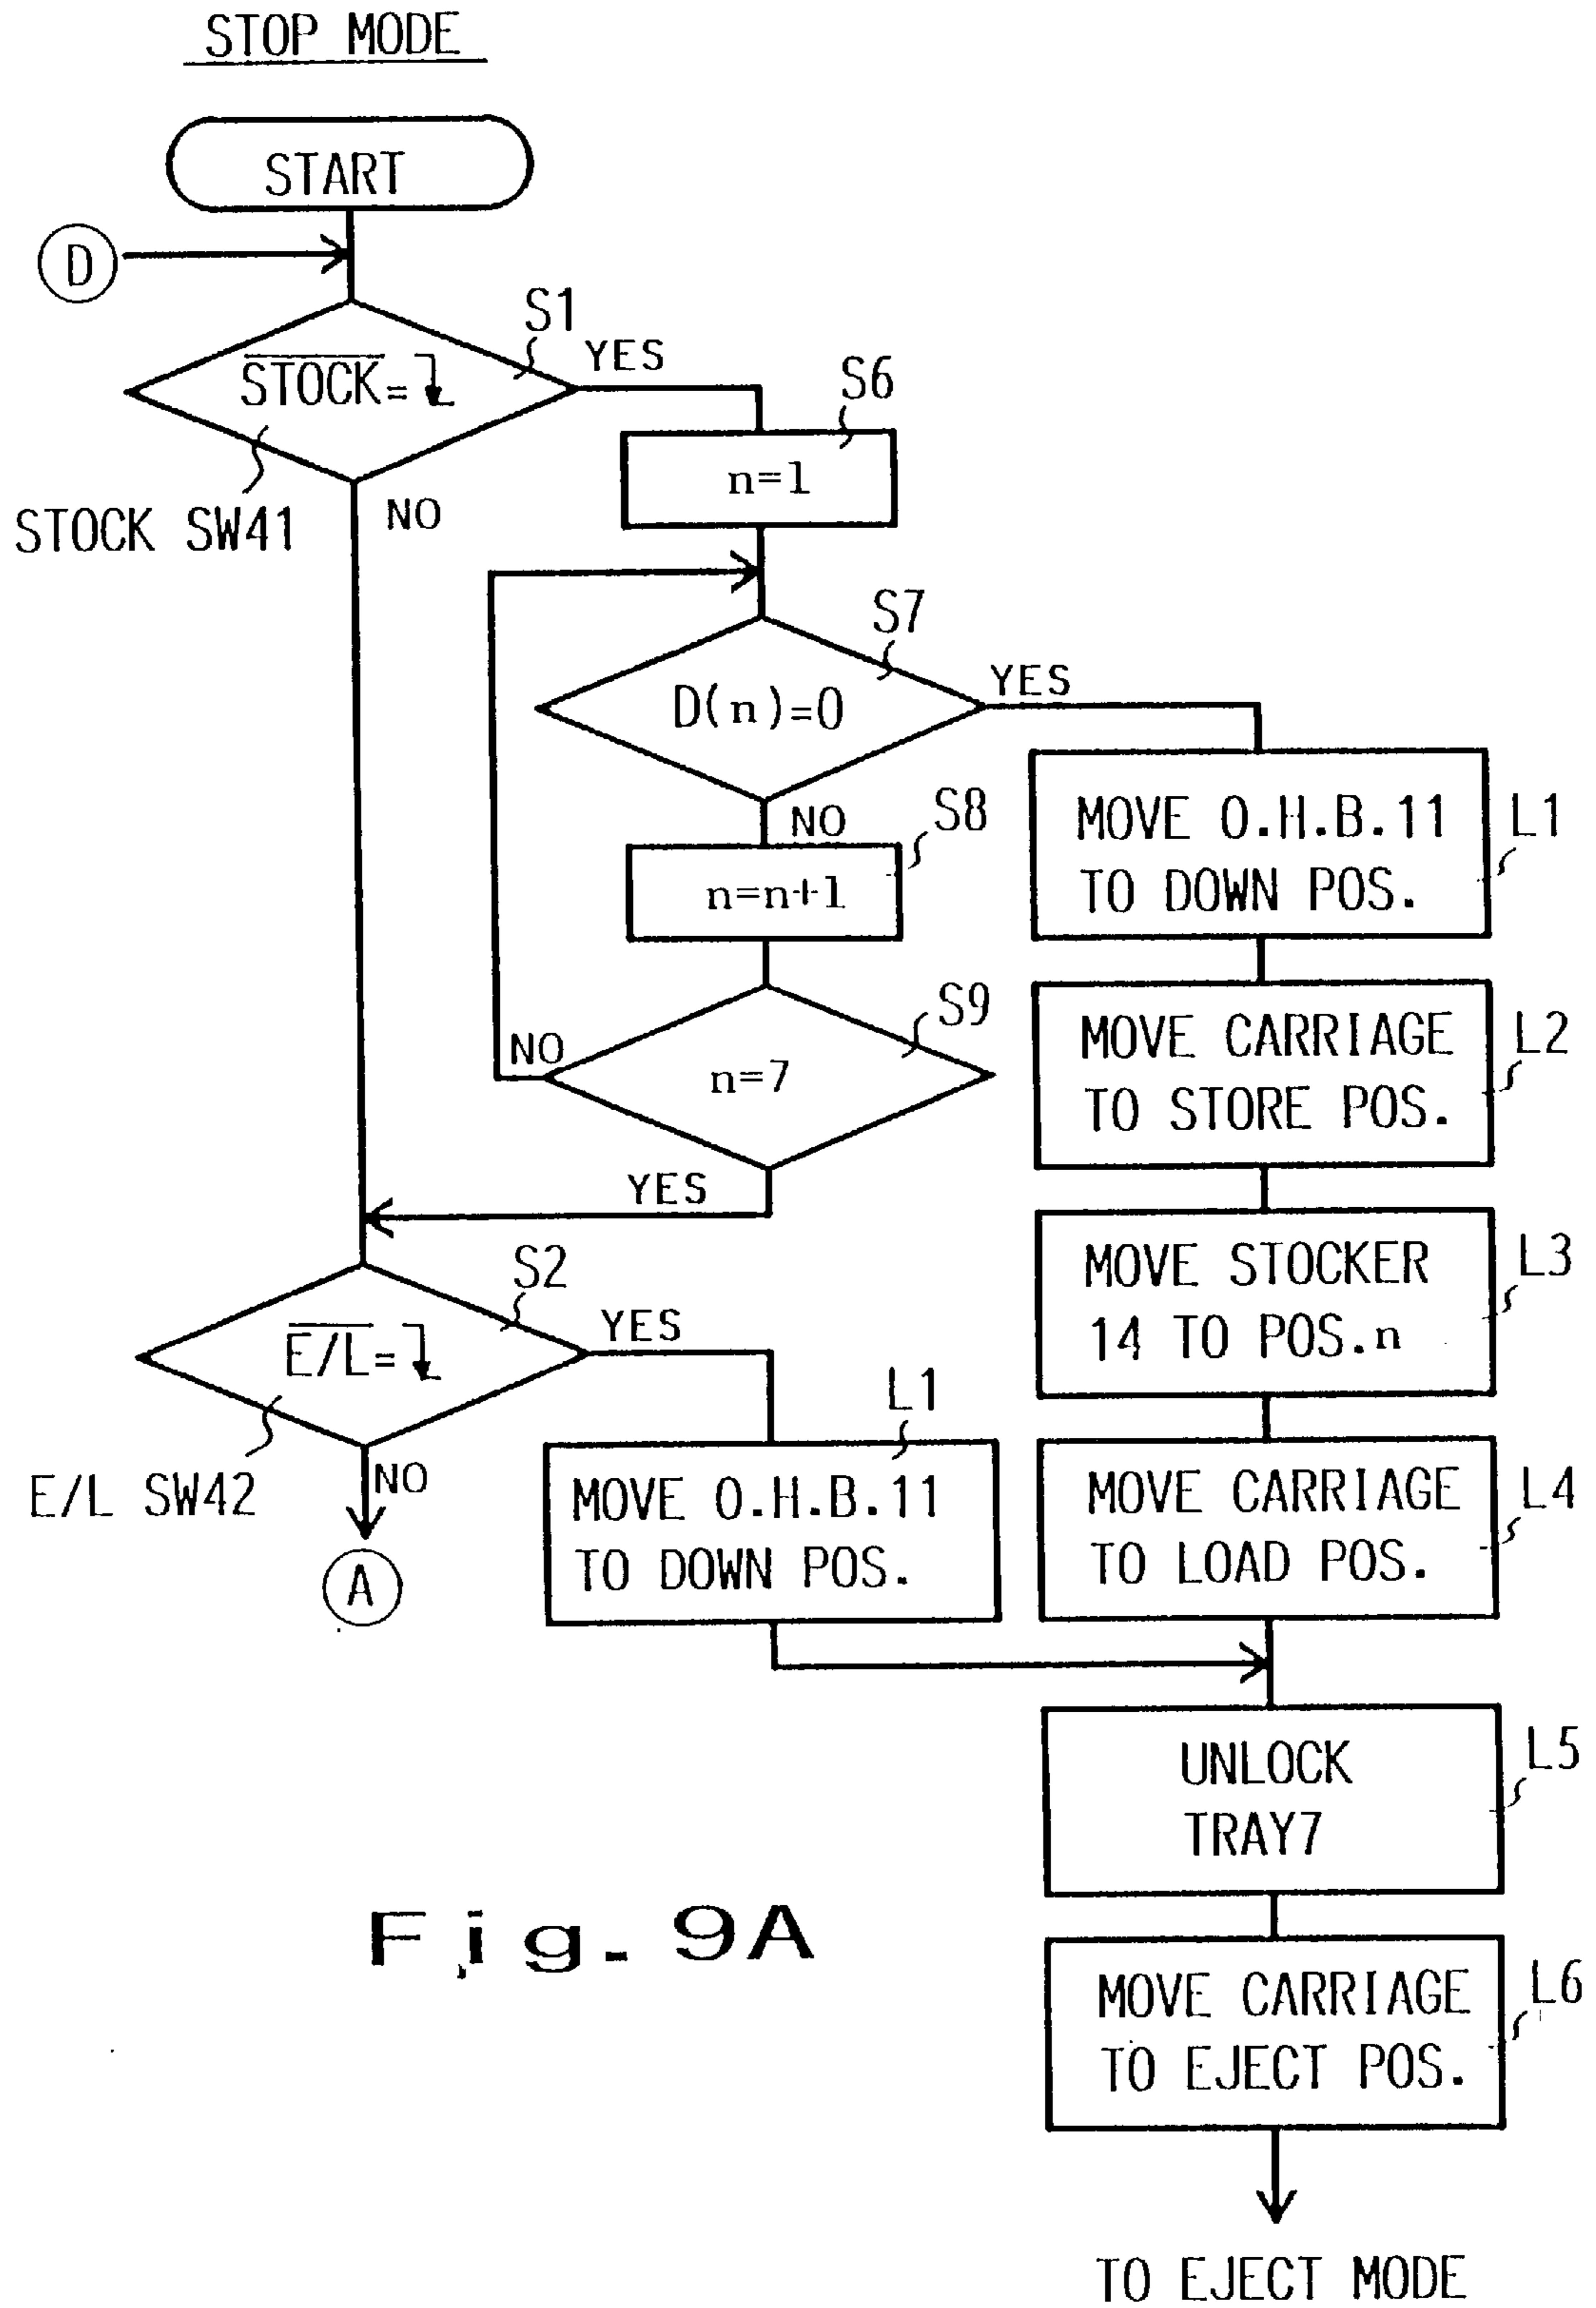 STOP MODE
START
D
S1
STOCK=
YES
S6
STOCK SW41
NO
n=1
S7
D(n)=0
YES
NO
S8
n=n+1
MOVE O.H.B.11
TO DOWN POS.
L1
S9
NO
n=7
YES
MOVE CARRIAGE
TO STORE POS.
L2
MOVE STOCKER
14 TO POS.n
L3
S2
E/L=
YES
E/L SW42
NO
A
L1
MOVE O.H.B.11
TO DOWN POS.
MOVE CARRIAGE
TO LOAD POS.
L4
UNLOCK
TRAY7
L5
MOVE CARRIAGE
TO EJECT POS.
L6
TO EJECT MODE
Fig. 9A